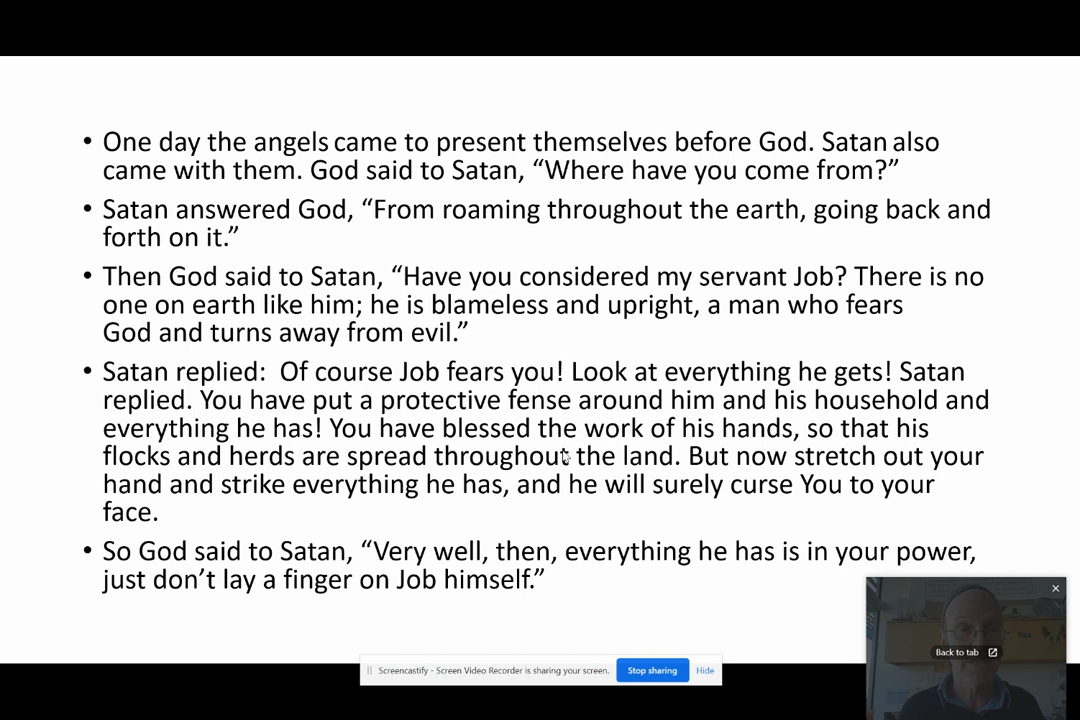 • One day the angels came to present themselves before God. Satan also
came with them. God said to Satan, “Where have you come from?”
• Satan answered God, “From roaming throughout the earth, going back and
forth on it.”
• Then God said to Satan, “Have you considered my servant Job? There is no
one on earth like him; he is blameless and upright, a man who fears
God and turns away from evil.”
• Satan replied:  Of course Job fears you! Look at everything he gets! Satan
replied. You have put a protective fense around him and his household and
everything he has! You have blessed the work of his hands, so that his
flocks and herds are spread throughout the land. But now stretch out your
hand and strike everything he has, and he will surely curse You to your
face.
• So God said to Satan, “Very well, then, everything he has is in your power,
just don’t lay a finger on Job himself.”
Back to tab
Screencastify - Screen Video Recorder is sharing your screen. Stop sharing Hide